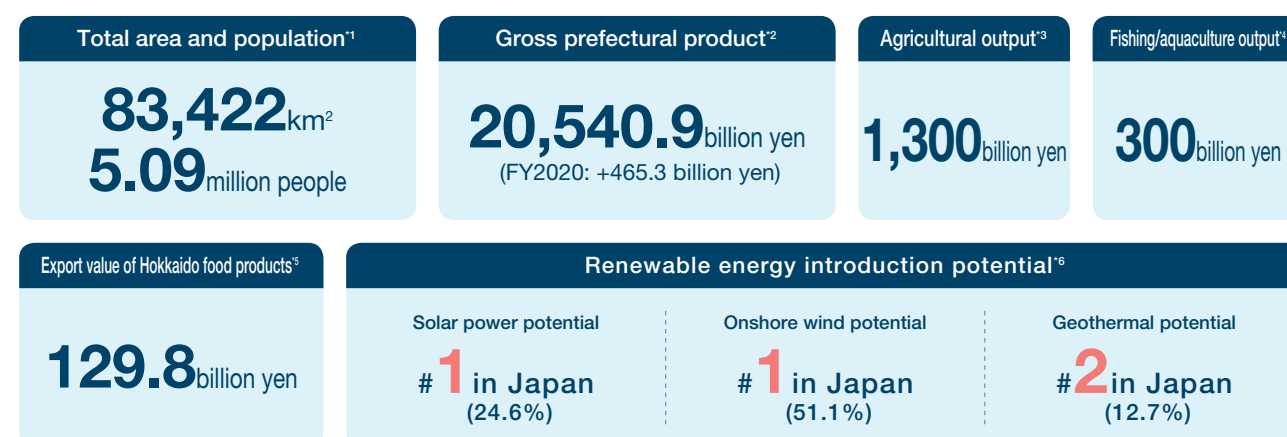 Total area and population*1
83,422km²
5.09million people
Gross prefectural product*2
20,540.9billion yen
(FY2020: +465.3 billion yen)
Agricultural output*3
1,300billion yen
Fishing/aquaculture output*4
300billion yen
Export value of Hokkaido food products*5
129.8billion yen
Renewable energy introduction potential*6
Solar power potential
#1 in Japan
(24.6%)
Onshore wind potential
#1 in Japan
(51.1%)
Geothermal potential
#2 in Japan
(12.7%)